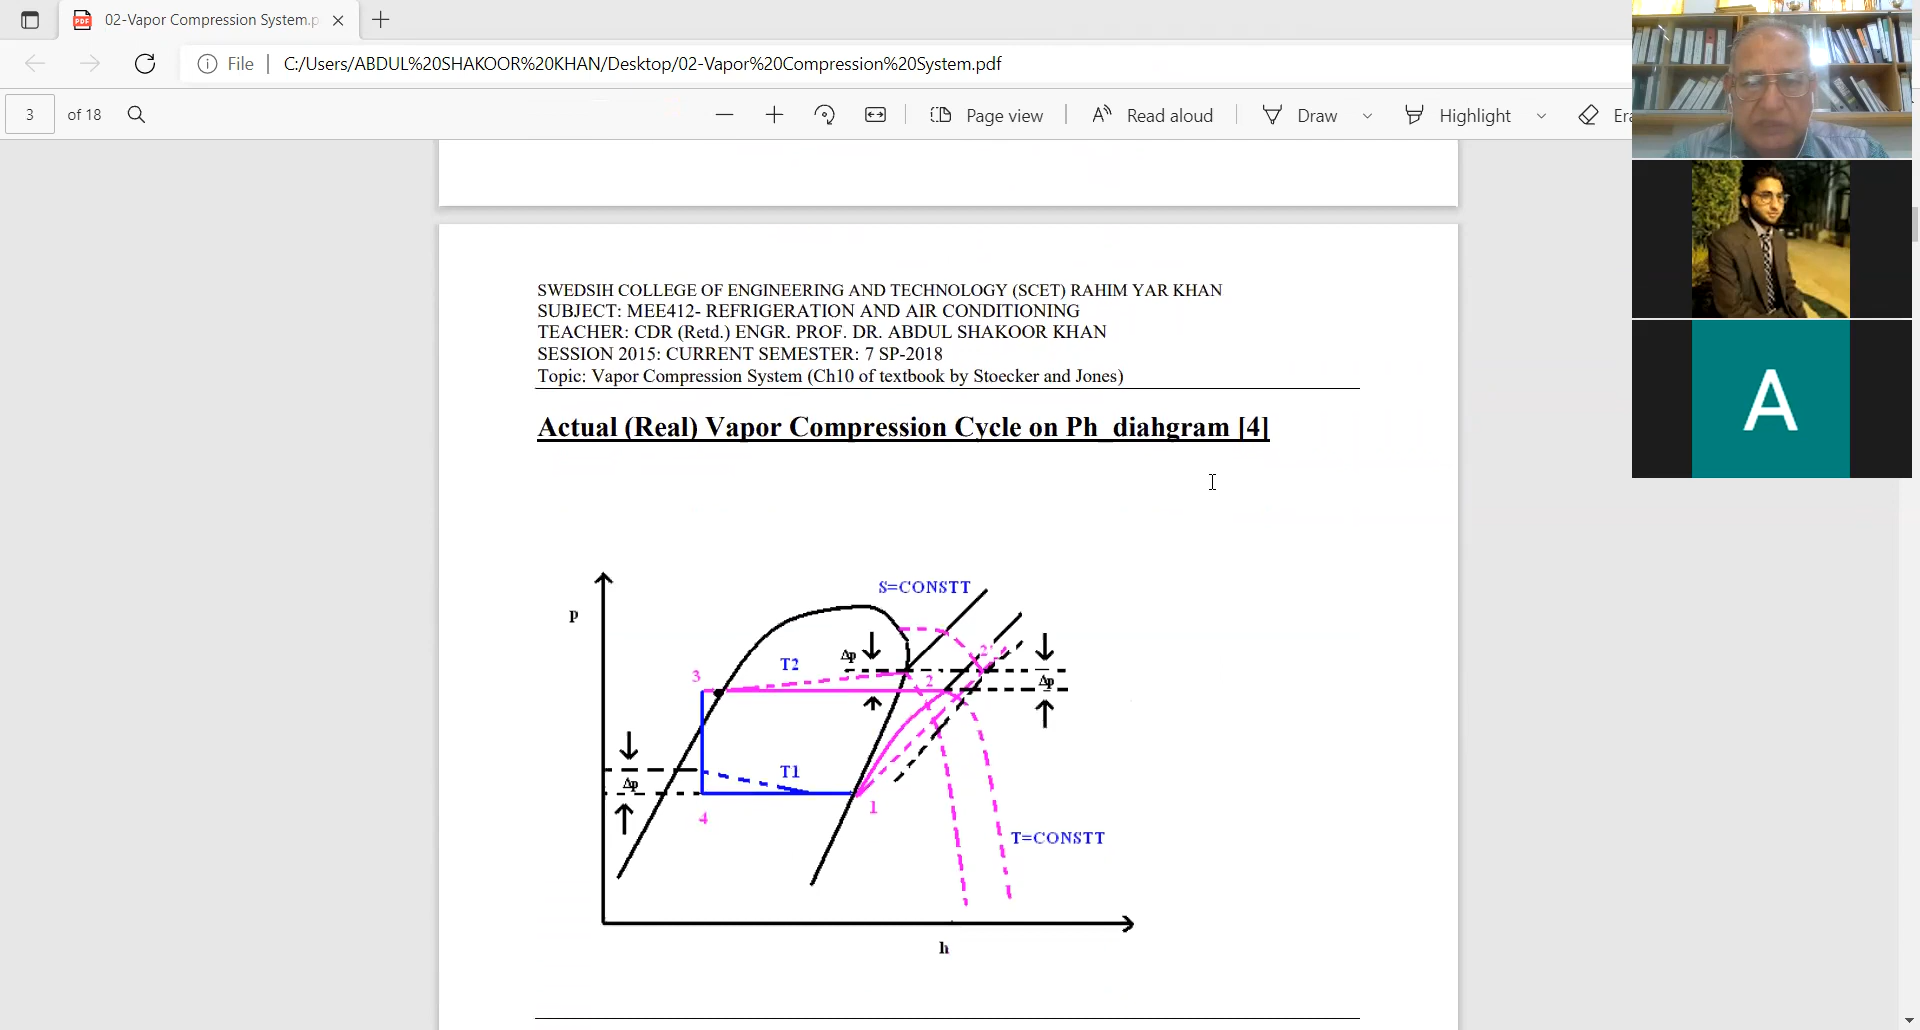 02-Vapor Compression System.p
File
C:/Users/ABDUL%20SHAKOOR%20KHAN/Desktop/02-Vapor%20Compression%20System.pdf
3 of 18
Page view
Read aloud
Draw
Highlight
Era
SWEDSIH COLLEGE OF ENGINEERING AND TECHNOLOGY (SCET) RAHIM YAR KHAN
SUBJECT: MEE412- REFRIGERATION AND AIR CONDITIONING
TEACHER: CDR (Retd.) ENGR. PROF. DR. ABDUL SHAKOOR KHAN
SESSION 2015: CURRENT SEMESTER: 7 SP-2018
Topic: Vapor Compression System (Ch10 of textbook by Stoecker and Jones)
Actual (Real) Vapor Compression Cycle on Ph_diahgram [4]
A
S=CONSTT
p
Δp
T2
2'
3
2
Δp
T1
Δp
1
4
T=CONSTT
h